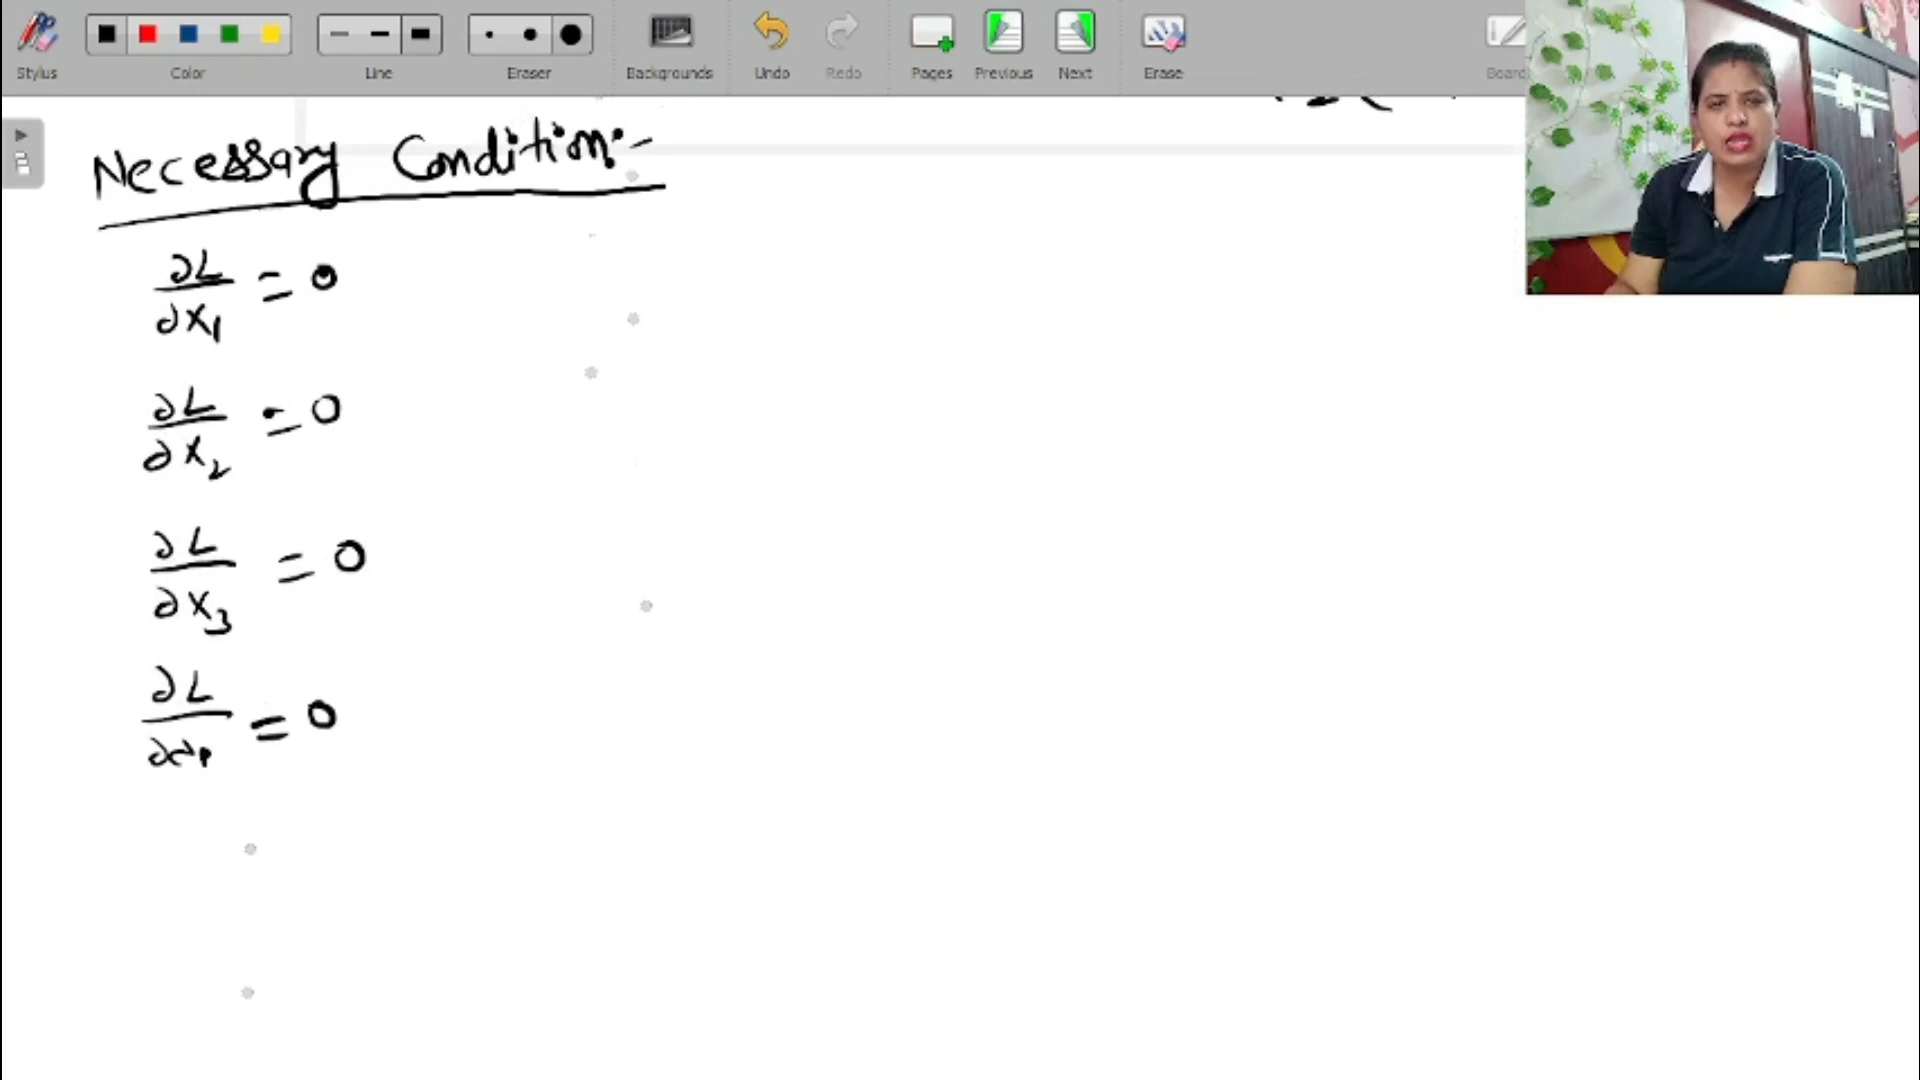 Stylus Color Line Eraser Backgrounds Undo Redo Pages Previous Next Erase Board
Necessary Condition:-
∂L/∂x₁ = 0
∂L/∂x₂ = 0
∂L/∂x₃ = 0
∂L/∂λ₁ = 0